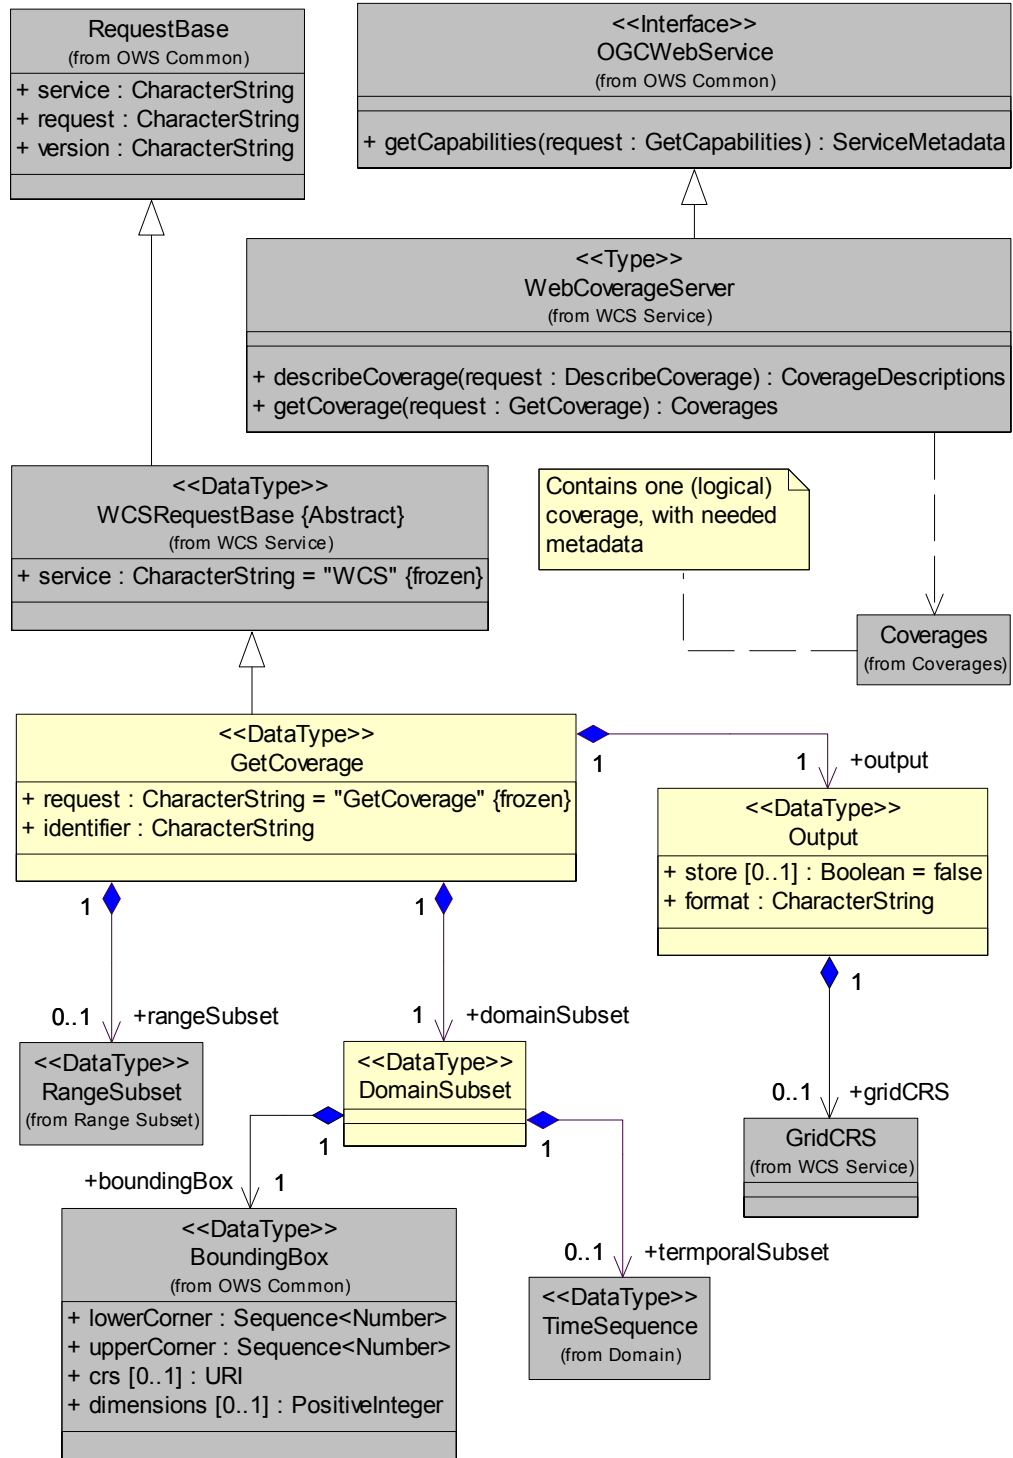 RequestBase
(from OWS Common)
+ service : CharacterString
+ request : CharacterString
+ version : CharacterString
<<Interface>>
OGCWebService
(from OWS Common)
+ getCapabilities(request : GetCapabilities) : ServiceMetadata
<<Type>>
WebCoverageServer
(from WCS Service)
+ describeCoverage(request : DescribeCoverage) : CoverageDescriptions
+ getCoverage(request : GetCoverage) : Coverages
<<DataType>>
WCSRequestBase {Abstract}
(from WCS Service)
+ service : CharacterString = "WCS" {frozen}
Contains one (logical)
coverage, with needed
metadata
Coverages
(from Coverages)
<<DataType>>
GetCoverage
+ request : CharacterString = "GetCoverage" {frozen}
+ identifier : CharacterString
1
1 +output
<<DataType>>
Output
+ store [0..1] : Boolean = false
+ format : CharacterString
1
1
1
0..1 +rangeSubset
1 +domainSubset
<<DataType>>
RangeSubset
(from Range Subset)
<<DataType>>
DomainSubset
0..1 +gridCRS
GridCRS
(from WCS Service)
1
1
+boundingBox 1
<<DataType>>
BoundingBox
(from OWS Common)
+ lowerCorner : Sequence<Number>
+ upperCorner : Sequence<Number>
+ crs [0..1] : URI
+ dimensions [0..1] : PositiveInteger
0..1 +termporalSubset
<<DataType>>
TimeSequence
(from Domain)